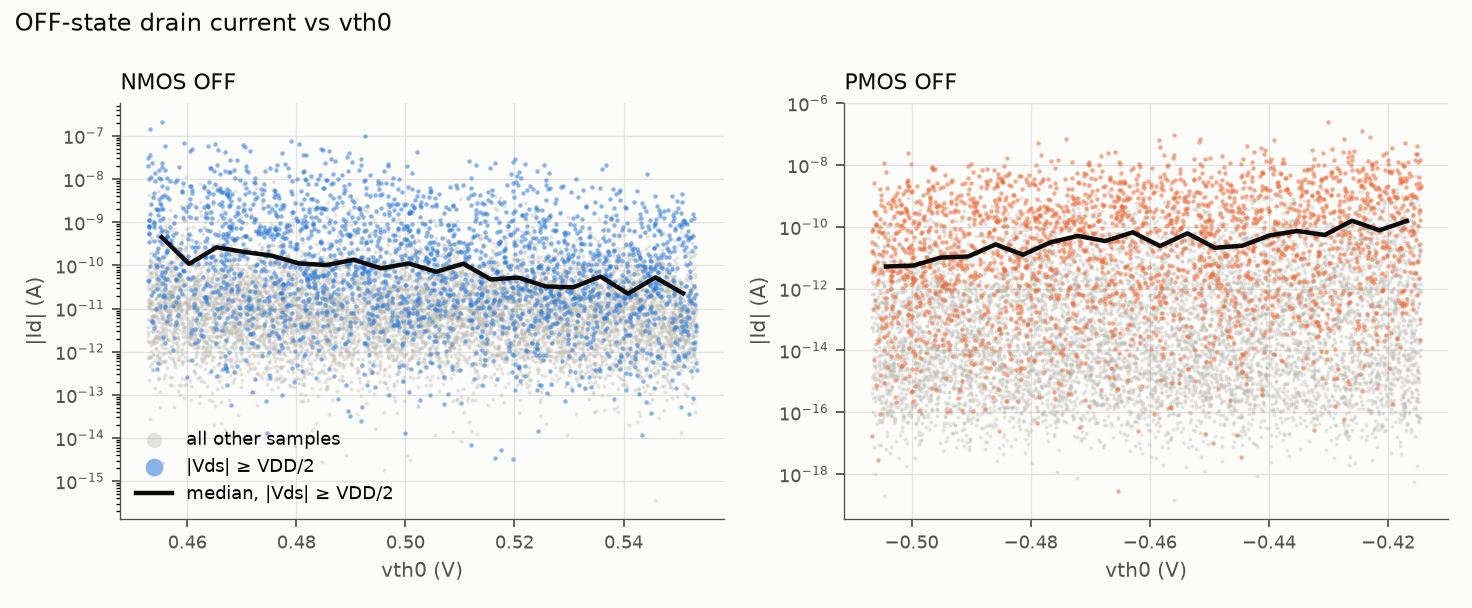 OFF-state drain current vs vth0
NMOS OFF
|Id| (A)
10⁻⁷
10⁻⁸
10⁻⁹
10⁻¹⁰
10⁻¹¹
10⁻¹²
10⁻¹³
10⁻¹⁴
10⁻¹⁵
all other samples
|Vds| ≥ VDD/2
median, |Vds| ≥ VDD/2
0.46 0.48 0.50 0.52 0.54
vth0 (V)
PMOS OFF
|Id| (A)
10⁻⁶
10⁻⁸
10⁻¹⁰
10⁻¹²
10⁻¹⁴
10⁻¹⁶
10⁻¹⁸
−0.50 −0.48 −0.46 −0.44 −0.42
vth0 (V)